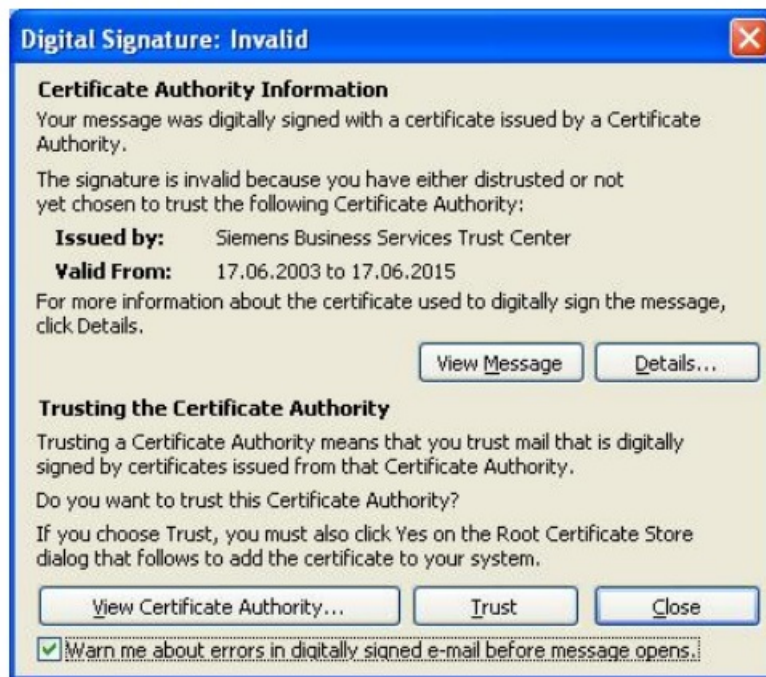 Digital Signature: Invalid
Certificate Authority Information
Your message was digitally signed with a certificate issued by a Certificate
Authority.
The signature is invalid because you have either distrusted or not
yet chosen to trust the following Certificate Authority:
Issued by: Siemens Business Services Trust Center
Valid From: 17.06.2003 to 17.06.2015
For more information about the certificate used to digitally sign the message,
click Details.
View Message Details...
Trusting the Certificate Authority
Trusting a Certificate Authority means that you trust mail that is digitally
signed by certificates issued from that Certificate Authority.
Do you want to trust this Certificate Authority?
If you choose Trust, you must also click Yes on the Root Certificate Store
dialog that follows to add the certificate to your system.
View Certificate Authority... Trust Close
Warn me about errors in digitally signed e-mail before message opens.